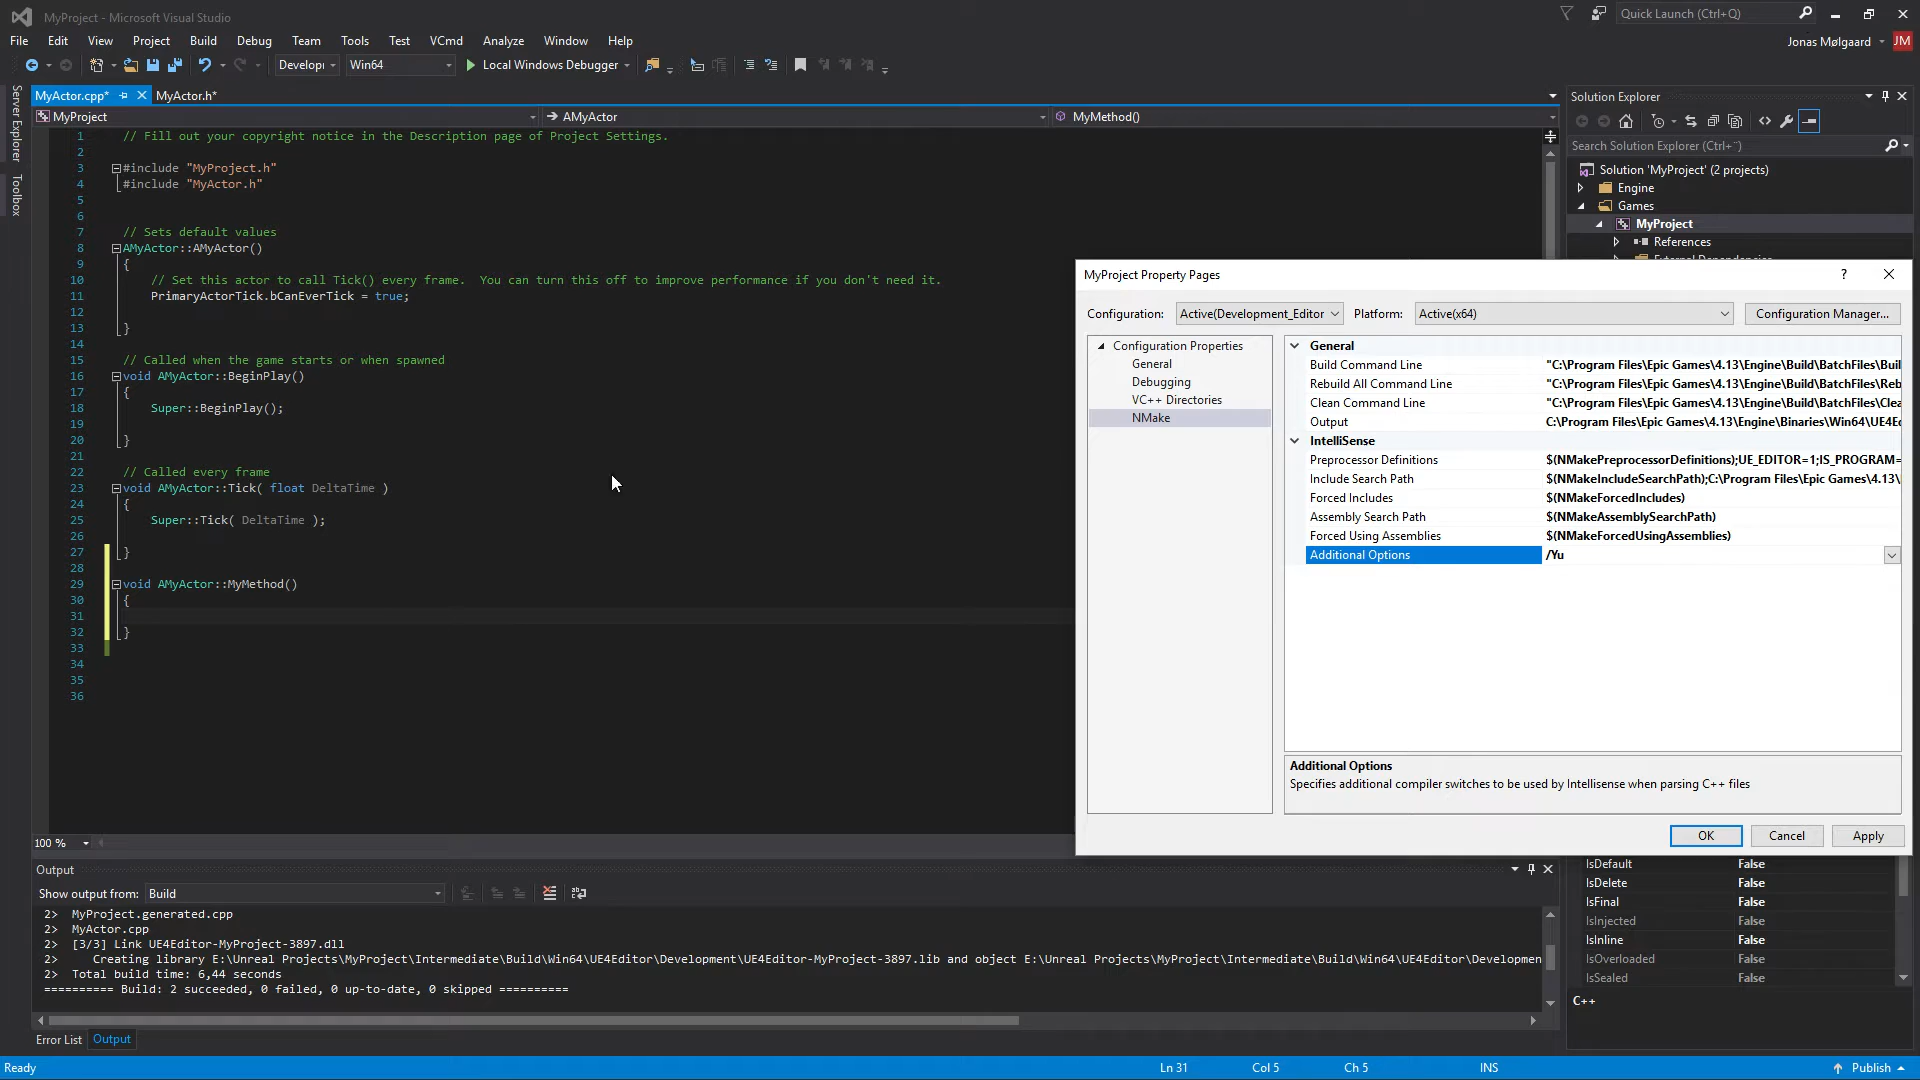 MyProject - Microsoft Visual Studio
Quick Launch (Ctrl+Q)
File Edit View Project Build Debug Team Tools Test VCmd Analyze Window Help
Jonas Mølgaard JM
Develop Win64 Local Windows Debugger
Server Explorer
Toolbox
MyActor.cpp* MyActor.h*
MyProject AMyActor MyMethod()
1 // Fill out your copyright notice in the Description page of Project Settings.
2
3 #include "MyProject.h"
4 #include "MyActor.h"
5
6
7 // Sets default values
8 AMyActor::AMyActor()
9 {
10 // Set this actor to call Tick() every frame.  You can turn this off to improve performance if you don't need it.
11 PrimaryActorTick.bCanEverTick = true;
12
13 }
14
15 // Called when the game starts or when spawned
16 void AMyActor::BeginPlay()
17 {
18 Super::BeginPlay();
19
20 }
21
22 // Called every frame
23 void AMyActor::Tick( float DeltaTime )
24 {
25 Super::Tick( DeltaTime );
26
27 }
28
29 void AMyActor::MyMethod()
30 {
31
32 }
33
34
35
36
100 %
Solution Explorer
Search Solution Explorer (Ctrl+¨)
Solution 'MyProject' (2 projects)
Engine
Games
MyProject
References
External Dependencies
MyProject Property Pages
Configuration: Active(Development_Editor Platform: Active(x64) Configuration Manager...
Configuration Properties
General
Debugging
VC++ Directories
NMake
General
Build Command Line "C:\Program Files\Epic Games\4.13\Engine\Build\BatchFiles\Buil
Rebuild All Command Line "C:\Program Files\Epic Games\4.13\Engine\Build\BatchFiles\Reb
Clean Command Line "C:\Program Files\Epic Games\4.13\Engine\Build\BatchFiles\Clea
Output C:\Program Files\Epic Games\4.13\Engine\Binaries\Win64\UE4Ed
IntelliSense
Preprocessor Definitions $(NMakePreprocessorDefinitions);UE_EDITOR=1;IS_PROGRAM=
Include Search Path $(NMakeIncludeSearchPath);C:\Program Files\Epic Games\4.13\
Forced Includes $(NMakeForcedIncludes)
Assembly Search Path $(NMakeAssemblySearchPath)
Forced Using Assemblies $(NMakeForcedUsingAssemblies)
Additional Options /Yu
Additional Options
Specifies additional compiler switches to be used by Intellisense when parsing C++ files
OK Cancel Apply
IsDefault False
IsDelete False
IsFinal False
IsInjected False
IsInline False
IsOverloaded False
IsSealed False
C++
Output
Show output from: Build
2> MyProject.generated.cpp
2> MyActor.cpp
2> [3/3] Link UE4Editor-MyProject-3897.dll
2> Creating library E:\Unreal Projects\MyProject\Intermediate\Build\Win64\UE4Editor\Development\UE4Editor-MyProject-3897.lib and object E:\Unreal Projects\MyProject\Intermediate\Build\Win64\UE4Editor\Developmen
2> Total build time: 6,44 seconds
========== Build: 2 succeeded, 0 failed, 0 up-to-date, 0 skipped ==========
Error List Output
Ready Ln 31 Col 5 Ch 5 INS Publish